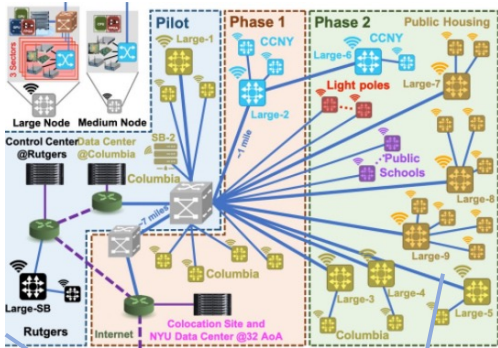 3 Sectors
Large Node
Medium Node
Pilot
Phase 1
Phase 2
Large-1
CCNY
Large-2
Large-6
CCNY
Public Housing
Large-7
Light poles
~1 mile
Control Center
@Rutgers
Data Center
@Columbia
SB-2
Columbia
Public
Schools
Large-8
~7 miles
Large-9
Columbia
Large-SB
Rutgers
Internet
Colocation Site and
NYU Data Center @32 AoA
Large-3
Large-4
Large-5
Columbia